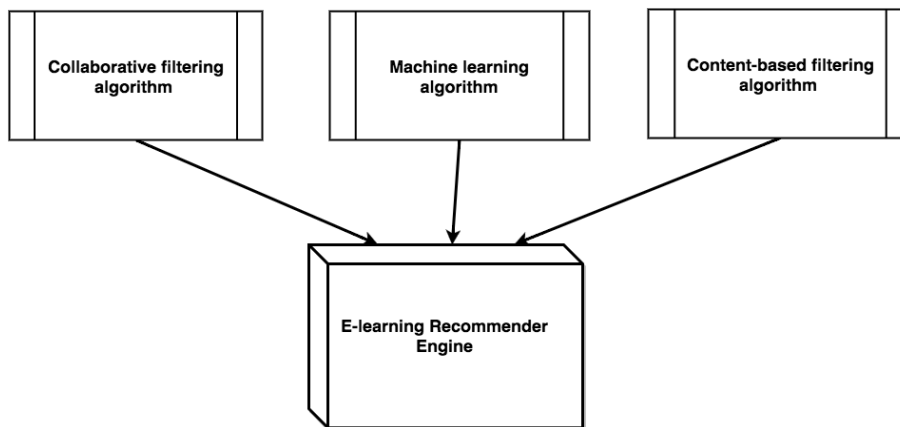 Collaborative filtering
algorithm
Machine learning
algorithm
Content-based filtering
algorithm
E-learning Recommender
Engine